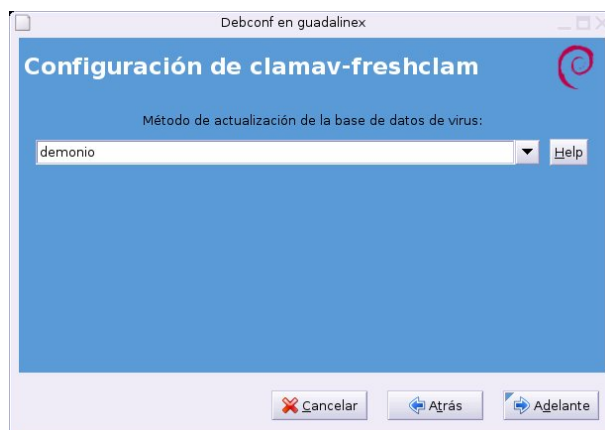 Debconf en guadalinex
Configuración de clamav-freshclam
Método de actualización de la base de datos de virus:
demonio
Help
Cancelar
Atrás
Adelante